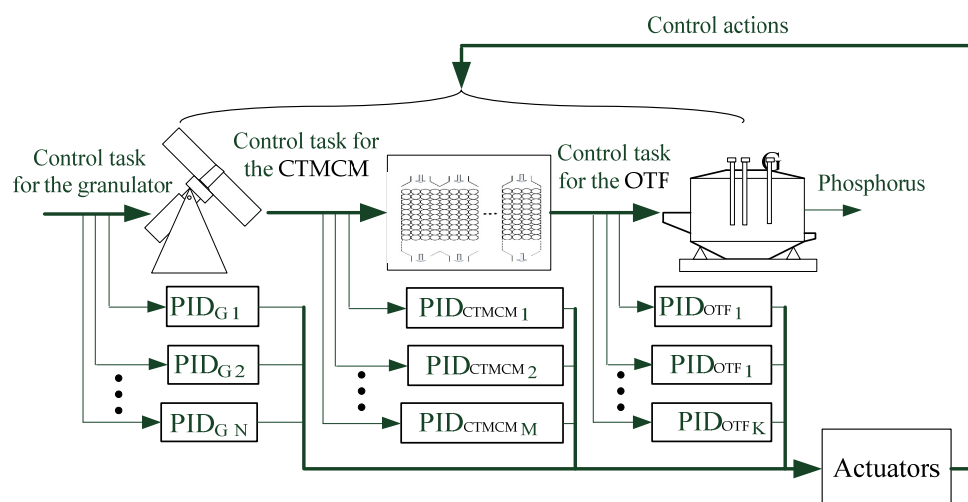 Control actions
Control task
for the granulator
Control task for
the CTMCM
Control task
for the OTF
G
Phosphorus
PIDG 1
PIDCTMCM 1
PIDOTF 1
PIDG 2
PIDCTMCM 2
PIDOTF 1
PIDG N
PIDCTMCM M
PIDOTF K
Actuators